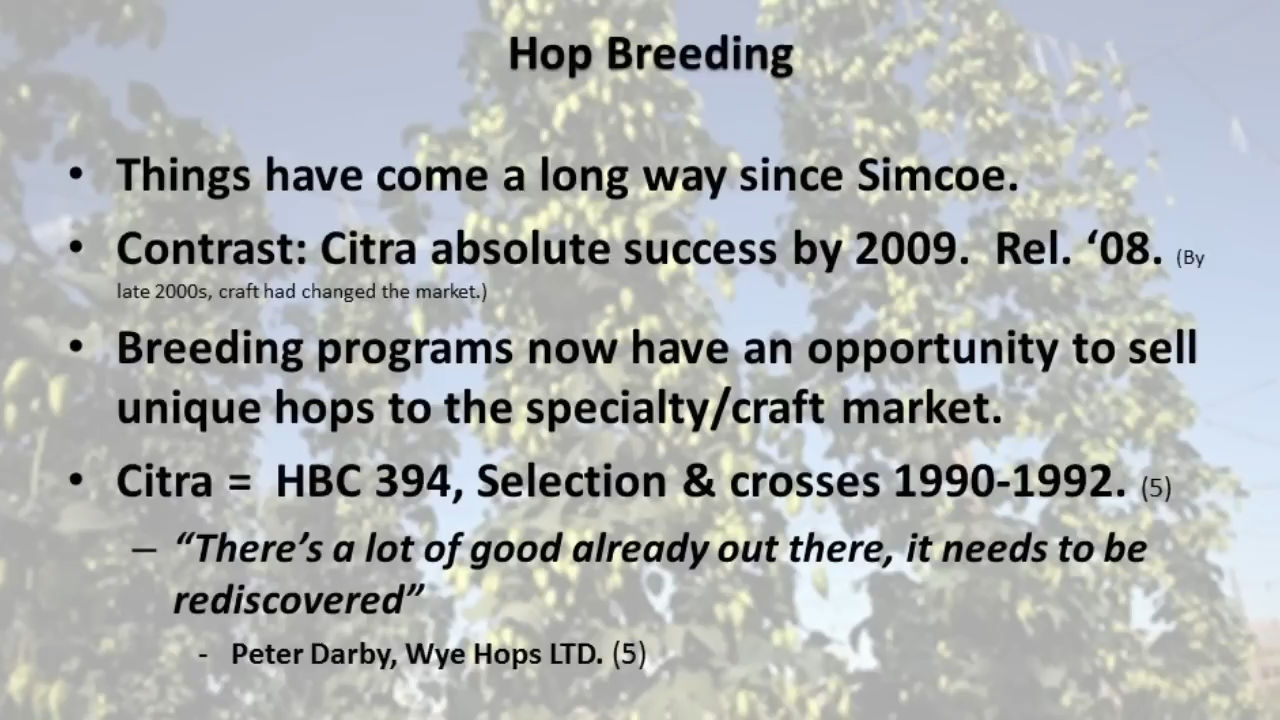 Hop Breeding
• Things have come a long way since Simcoe.
• Contrast: Citra absolute success by 2009.  Rel. ‘08. (By
late 2000s, craft had changed the market.)
• Breeding programs now have an opportunity to sell
unique hops to the specialty/craft market.
• Citra =  HBC 394, Selection & crosses 1990-1992. (5)
– “There’s a lot of good already out there, it needs to be
rediscovered”
- Peter Darby, Wye Hops LTD. (5)